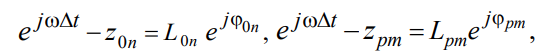 e^{jωΔt} − z_{0n} = L_{0n} e^{jφ_{0n}}, e^{jωΔt} − z_{pm} = L_{pm} e^{jφ_{pm}},